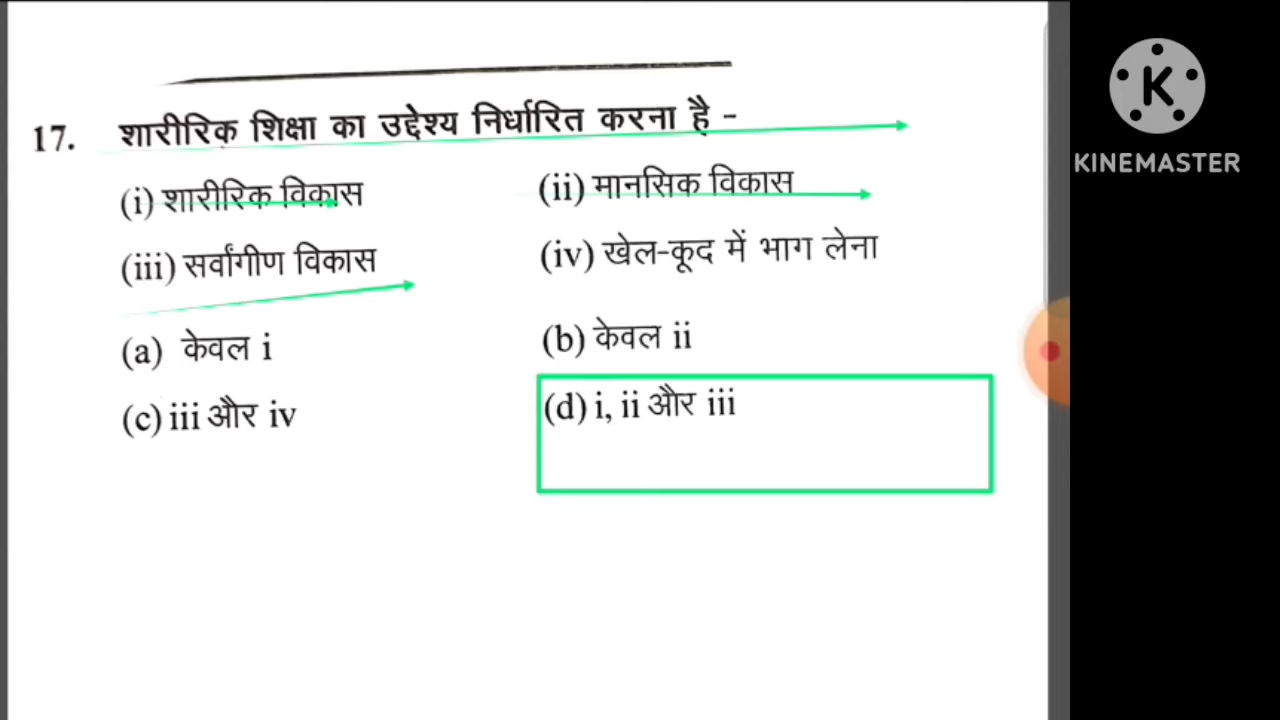 17. शारीरिक शिक्षा का उद्देश्य निर्धारित करना है -
(i) शारीरिक विकास (ii) मानसिक विकास
(iii) सर्वांगीण विकास (iv) खेल-कूद में भाग लेना
(a) केवल i (b) केवल ii
(c) iii और iv (d) i, ii और iii
K
KINEMASTER